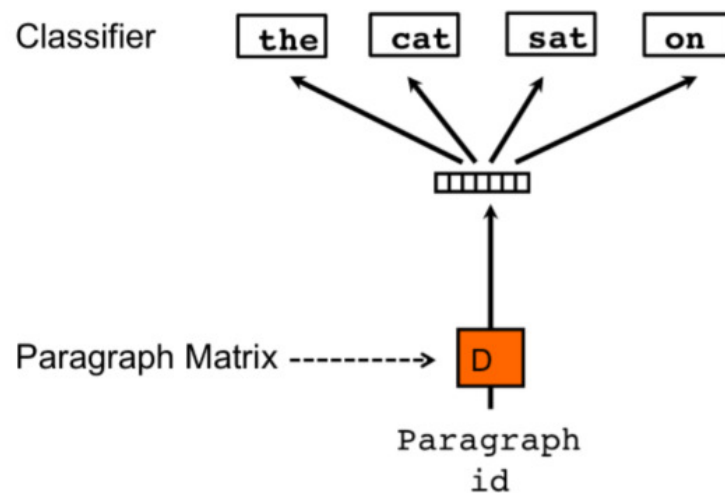 Classifier the cat sat on
Paragraph Matrix D
Paragraph
id